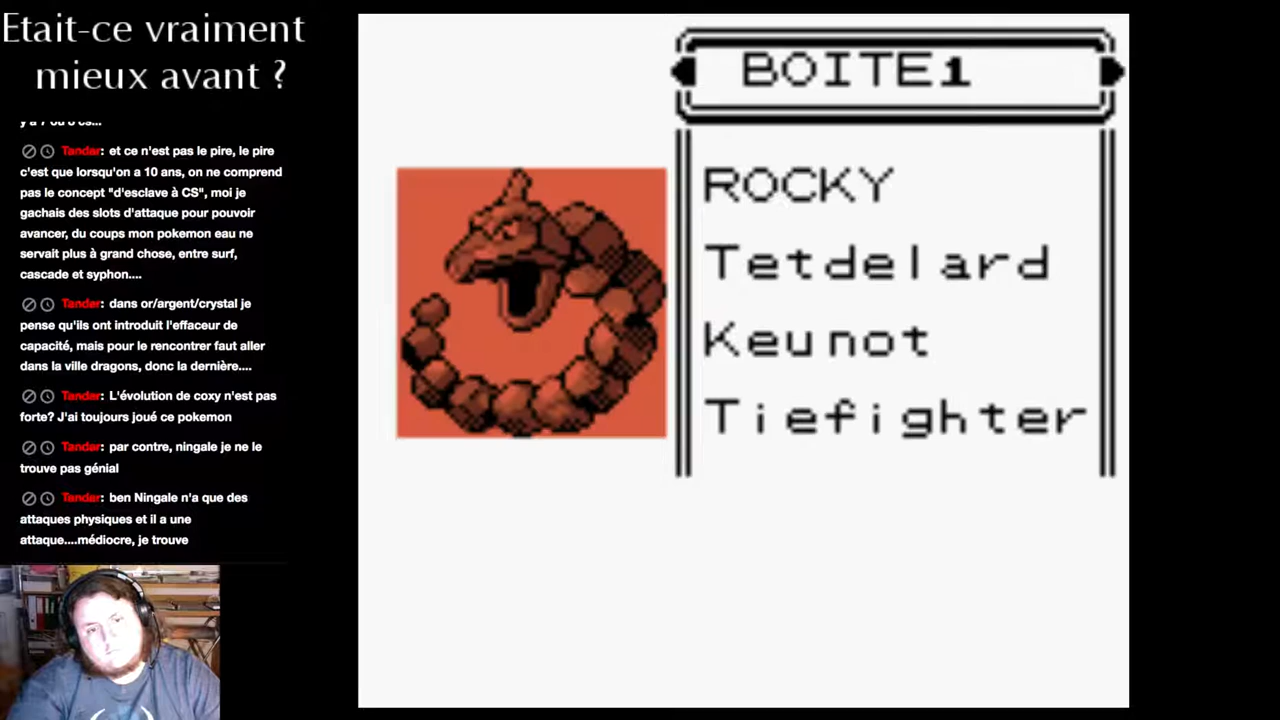 Etait-ce vraiment
mieux avant ?
Tandar: et ce n'est pas le pire, le pire
c'est que lorsqu'on a 10 ans, on ne comprend
pas le concept "d'esclave à CS", moi je
gachais des slots d'attaque pour pouvoir
avancer, du coups mon pokemon eau ne
servait plus à grand chose, entre surf,
cascade et syphon....
Tandar: dans or/argent/crystal je
pense qu'ils ont introduit l'effaceur de
capacité, mais pour le rencontrer faut aller
dans la ville dragons, donc la dernière....
Tandar: L'évolution de coxy n'est pas
forte? J'ai toujours joué ce pokemon
Tandar: par contre, ningale je ne le
trouve pas génial
Tandar: ben Ningale n'a que des
attaques physiques et il a une
attaque....médiocre, je trouve
BOITE1
ROCKY
Tetdelard
Keunot
Tiefighter